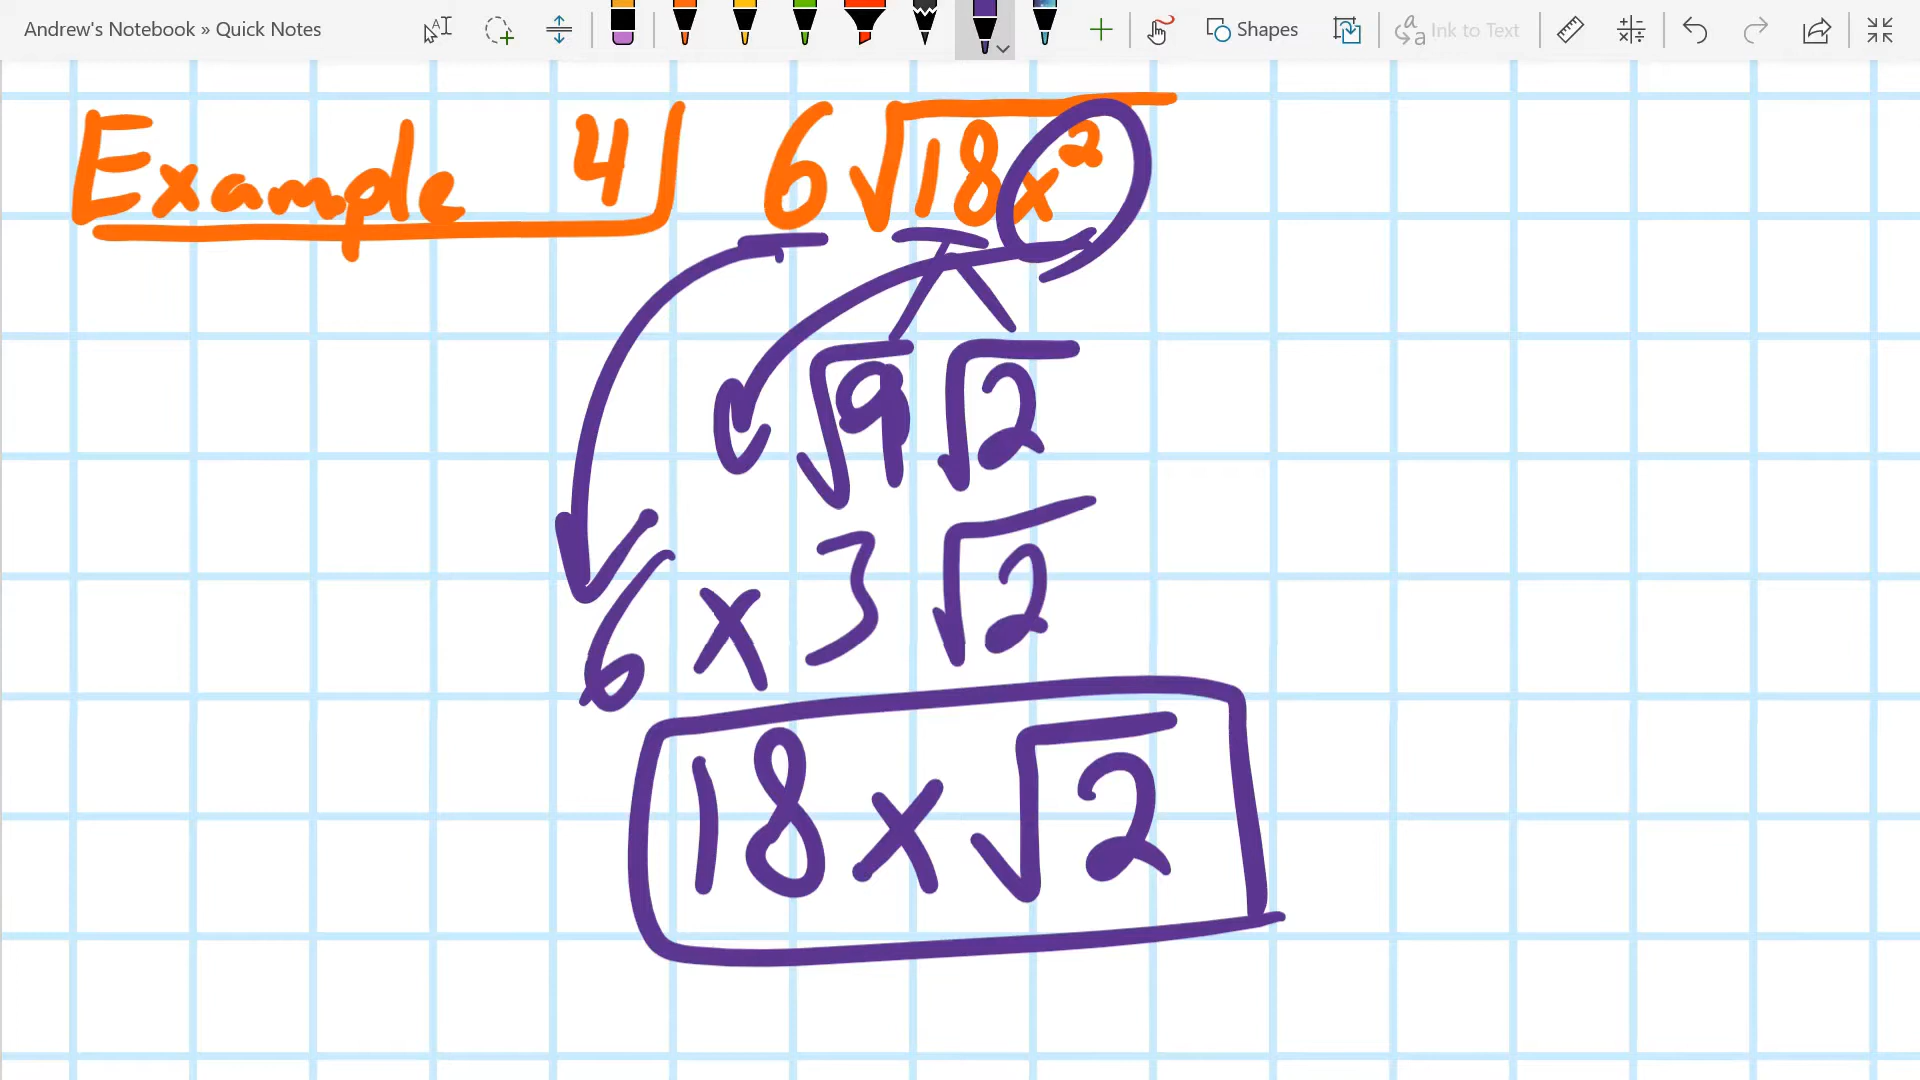 Andrew's Notebook » Quick Notes
Shapes
Ink to Text
Example 4 6√18x²
√9 √2
6 x 3 √2
18x√2